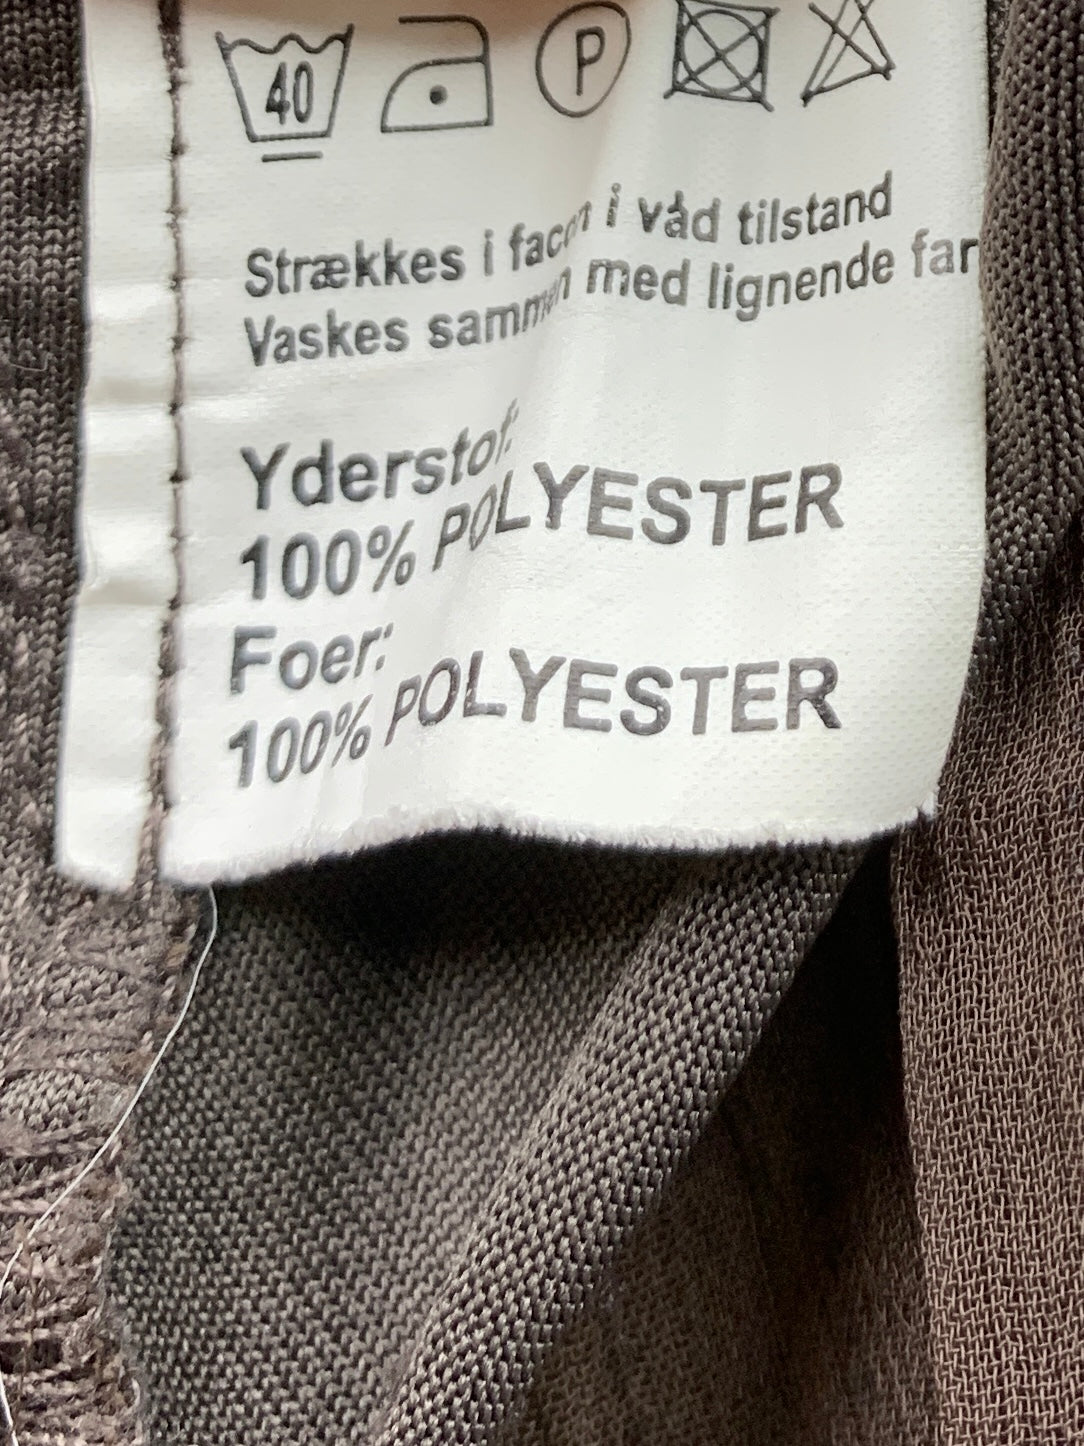 40 P
Strækkes i facon i våd tilstand
Vaskes sammen med lignende far
Yderstof:
100% POLYESTER
Foer:
100% POLYESTER